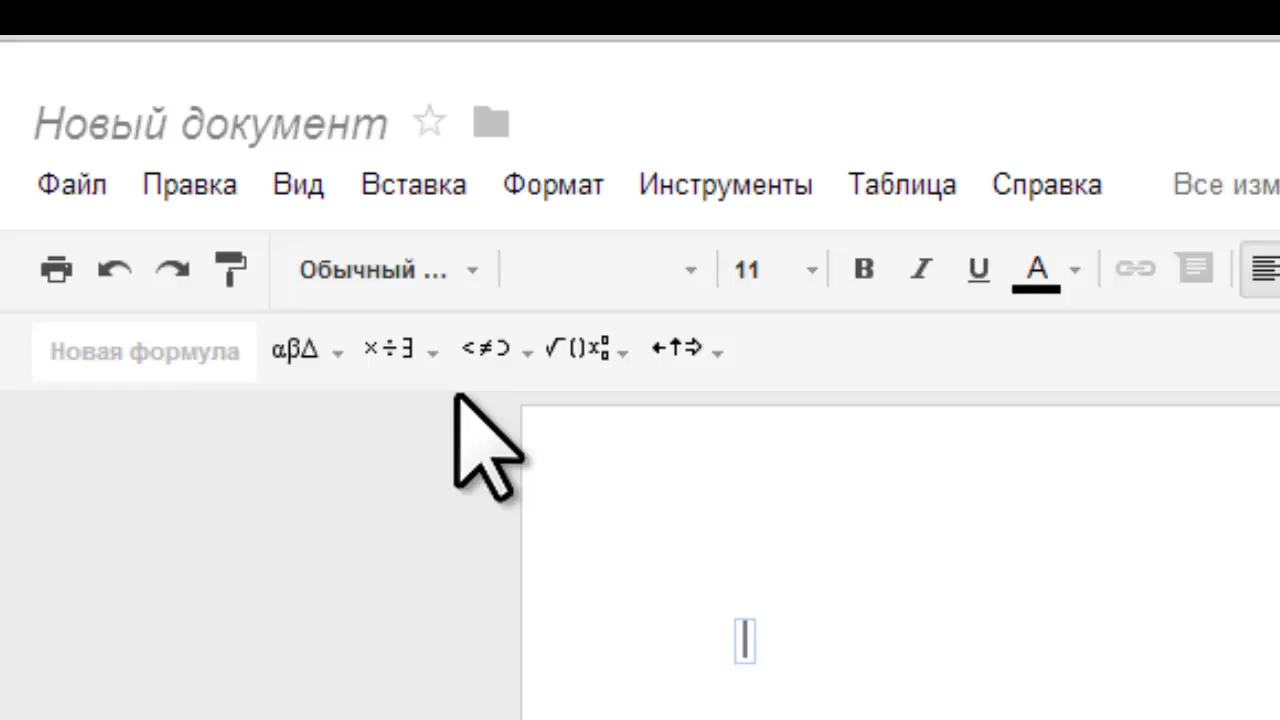 Новый документ
Файл Правка Вид Вставка Формат Инструменты Таблица Справка Все изм
Обычный ... 11 B I U A
Новая формула αβΔ ×÷∃ <≠⊃ √()x ←↑⇒